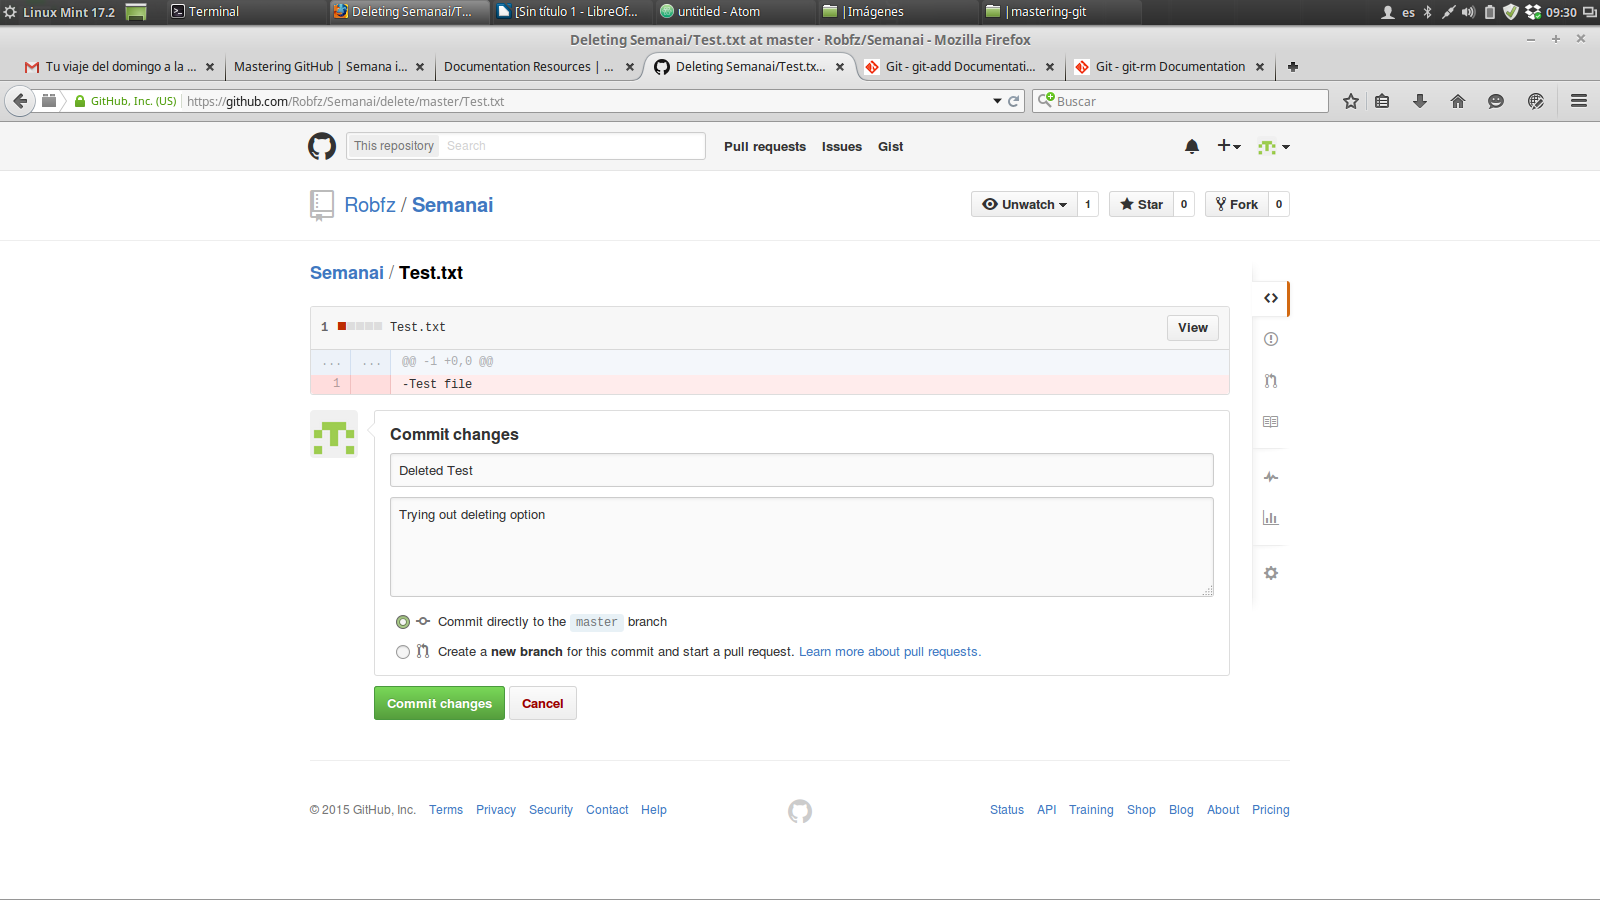 Linux Mint 17.2 Terminal Deleting Semanai/T... [Sin título 1 - LibreOf... untitled - Atom |Imágenes |mastering-git es 09:30
Deleting Semanai/Test.txt at master · Robfz/Semanai - Mozilla Firefox
Tu viaje del domingo a la ... Mastering GitHub | Semana i... Documentation Resources | ... Deleting Semanai/Test.tx... Git - git-add Documentati... Git - git-rm Documentation
GitHub, Inc. (US) https://github.com/Robfz/Semanai/delete/master/Test.txt Buscar
This repository Search Pull requests Issues Gist
Robfz / Semanai Unwatch 1 Star 0 Fork 0
Semanai / Test.txt
1 Test.txt View
... ... @@ -1 +0,0 @@
1 -Test file
Commit changes
Deleted Test
Trying out deleting option
Commit directly to the master branch
Create a new branch for this commit and start a pull request. Learn more about pull requests.
Commit changes Cancel
© 2015 GitHub, Inc. Terms Privacy Security Contact Help Status API Training Shop Blog About Pricing